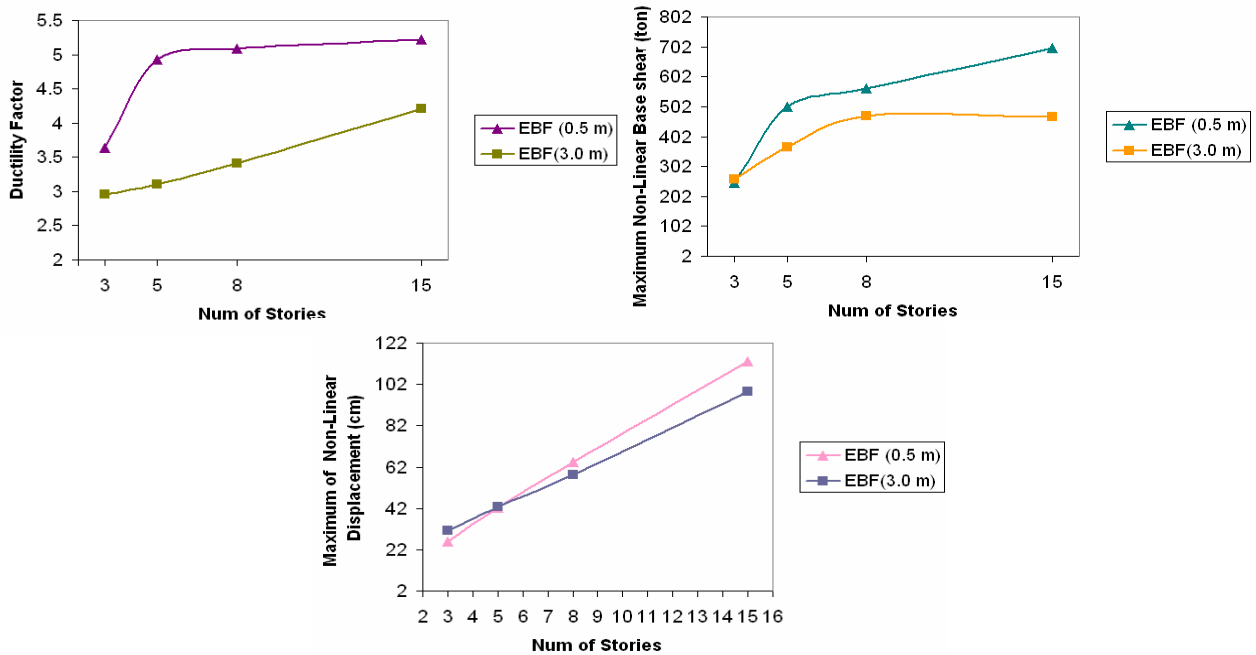 Ductility Factor
5.5
5
4.5
4
3.5
3
2.5
2
3
5
8
15
Num of Stories
EBF (0.5 m)
EBF(3.0 m)
Maximum Non-Linear Base shear (ton)
802
702
602
502
402
302
202
102
2
3
5
8
15
Num of Stories
EBF (0.5 m)
EBF(3.0 m)
Maximum of Non-Linear
Displacement (cm)
122
102
82
62
42
22
2
2 3 4 5 6 7 8 9 10 11 12 13 14 15 16
Num of Stories
EBF (0.5 m)
EBF(3.0 m)